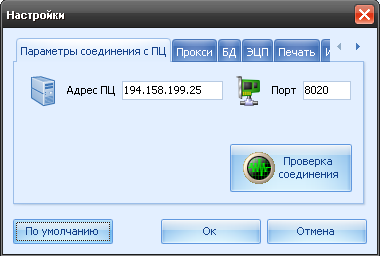 Настройки
Параметры соединения с ПЦ Прокси БД ЭЦП Печать
Адрес ПЦ 194.158.199.25 Порт 8020
Проверка
соединения
По умолчанию Ок Отмена